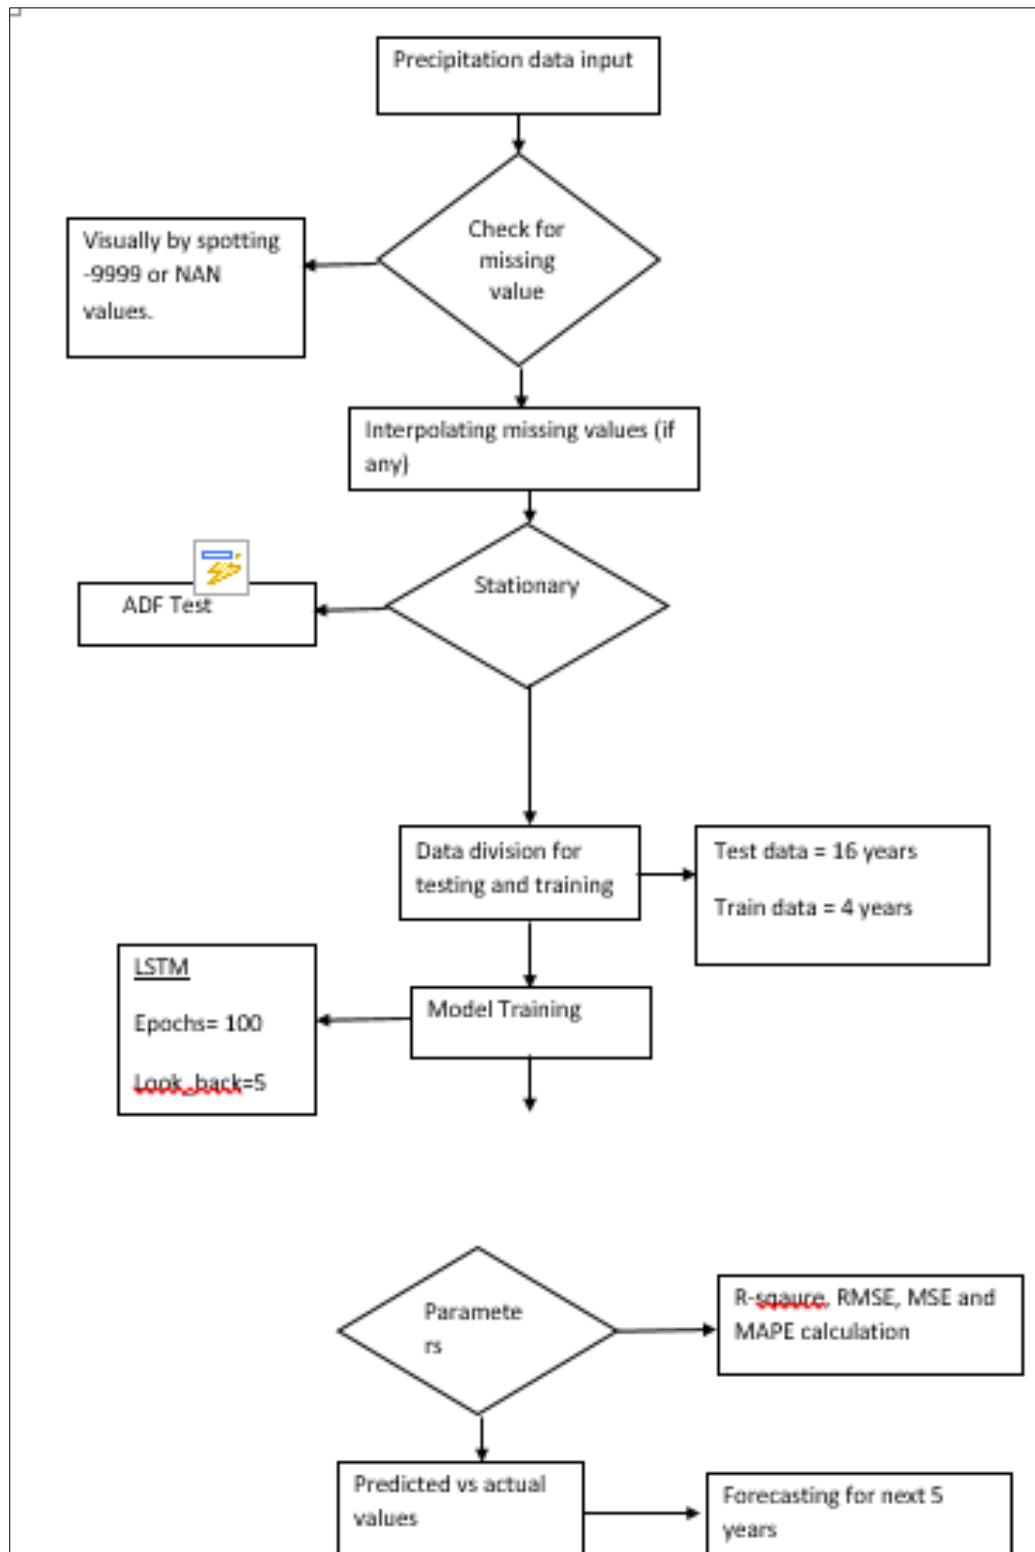 Precipitation data input
Check for
missing
value
Visually by spotting
-9999 or NAN
values.
Interpolating missing values (if
any)
Stationary
ADF Test
Data division for
testing and training
Test data = 16 years
Train data = 4 years
Model Training
LSTM
Epochs= 100
Look_back=5
Paramete
rs
R-sqaure, RMSE, MSE and
MAPE calculation
Predicted vs actual
values
Forecasting for next 5
years